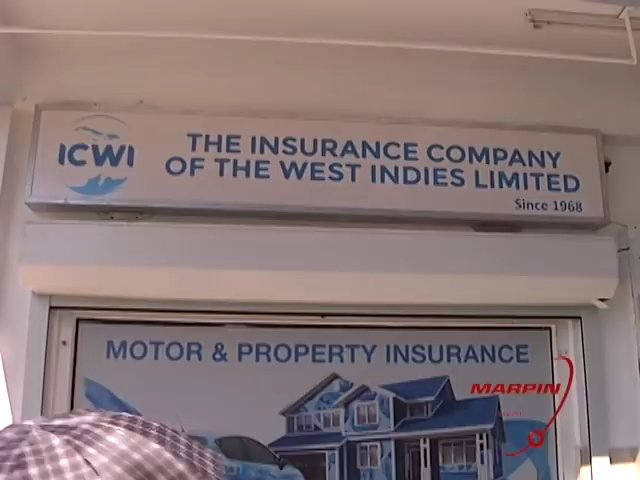 ICWI
THE INSURANCE COMPANY
OF THE WEST INDIES LIMITED
Since 1968
MOTOR & PROPERTY INSURANCE
MARPIN